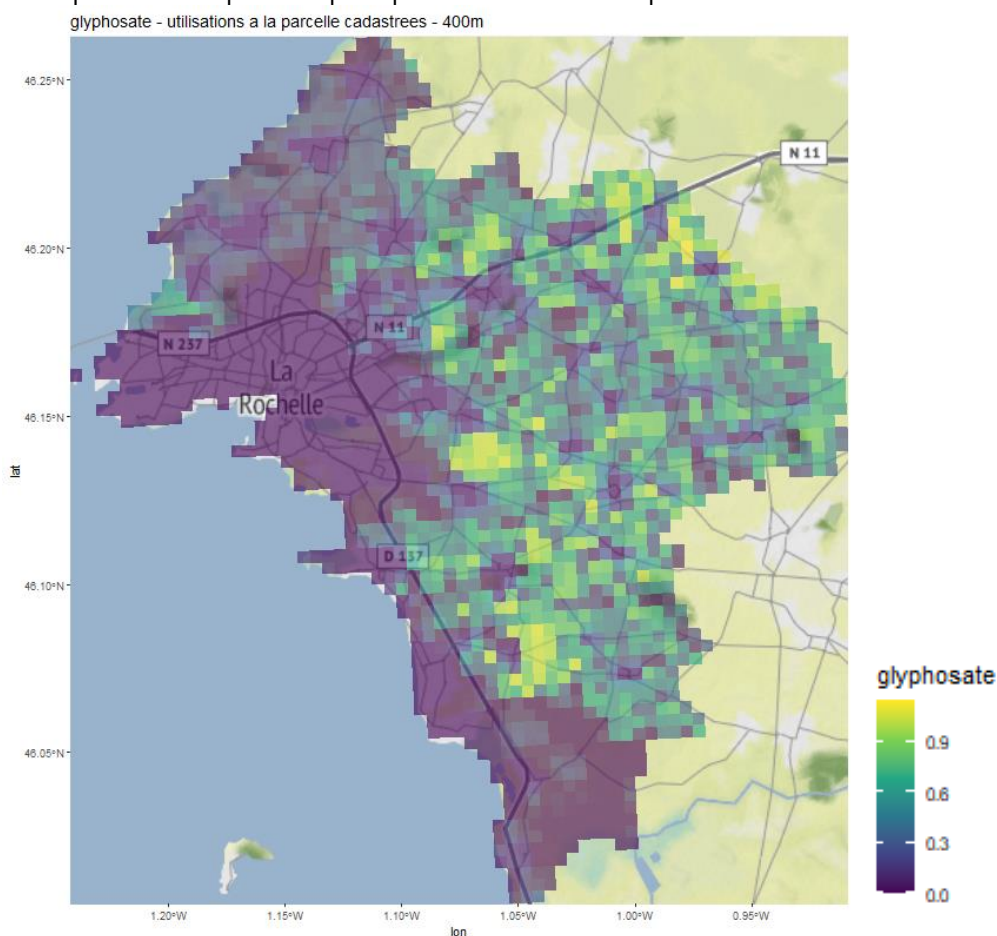 glyphosate - utilisations a la parcelle cadastrees - 400m
46.25°N
N 11
46.20°N
N 11
N 237
La
Rochelle
46.15°N
lat
D 137
46.10°N
glyphosate
0.9
46.05°N
0.6
0.3
0.0
1.20°W 1.15°W 1.10°W 1.05°W 1.00°W 0.95°W
lon